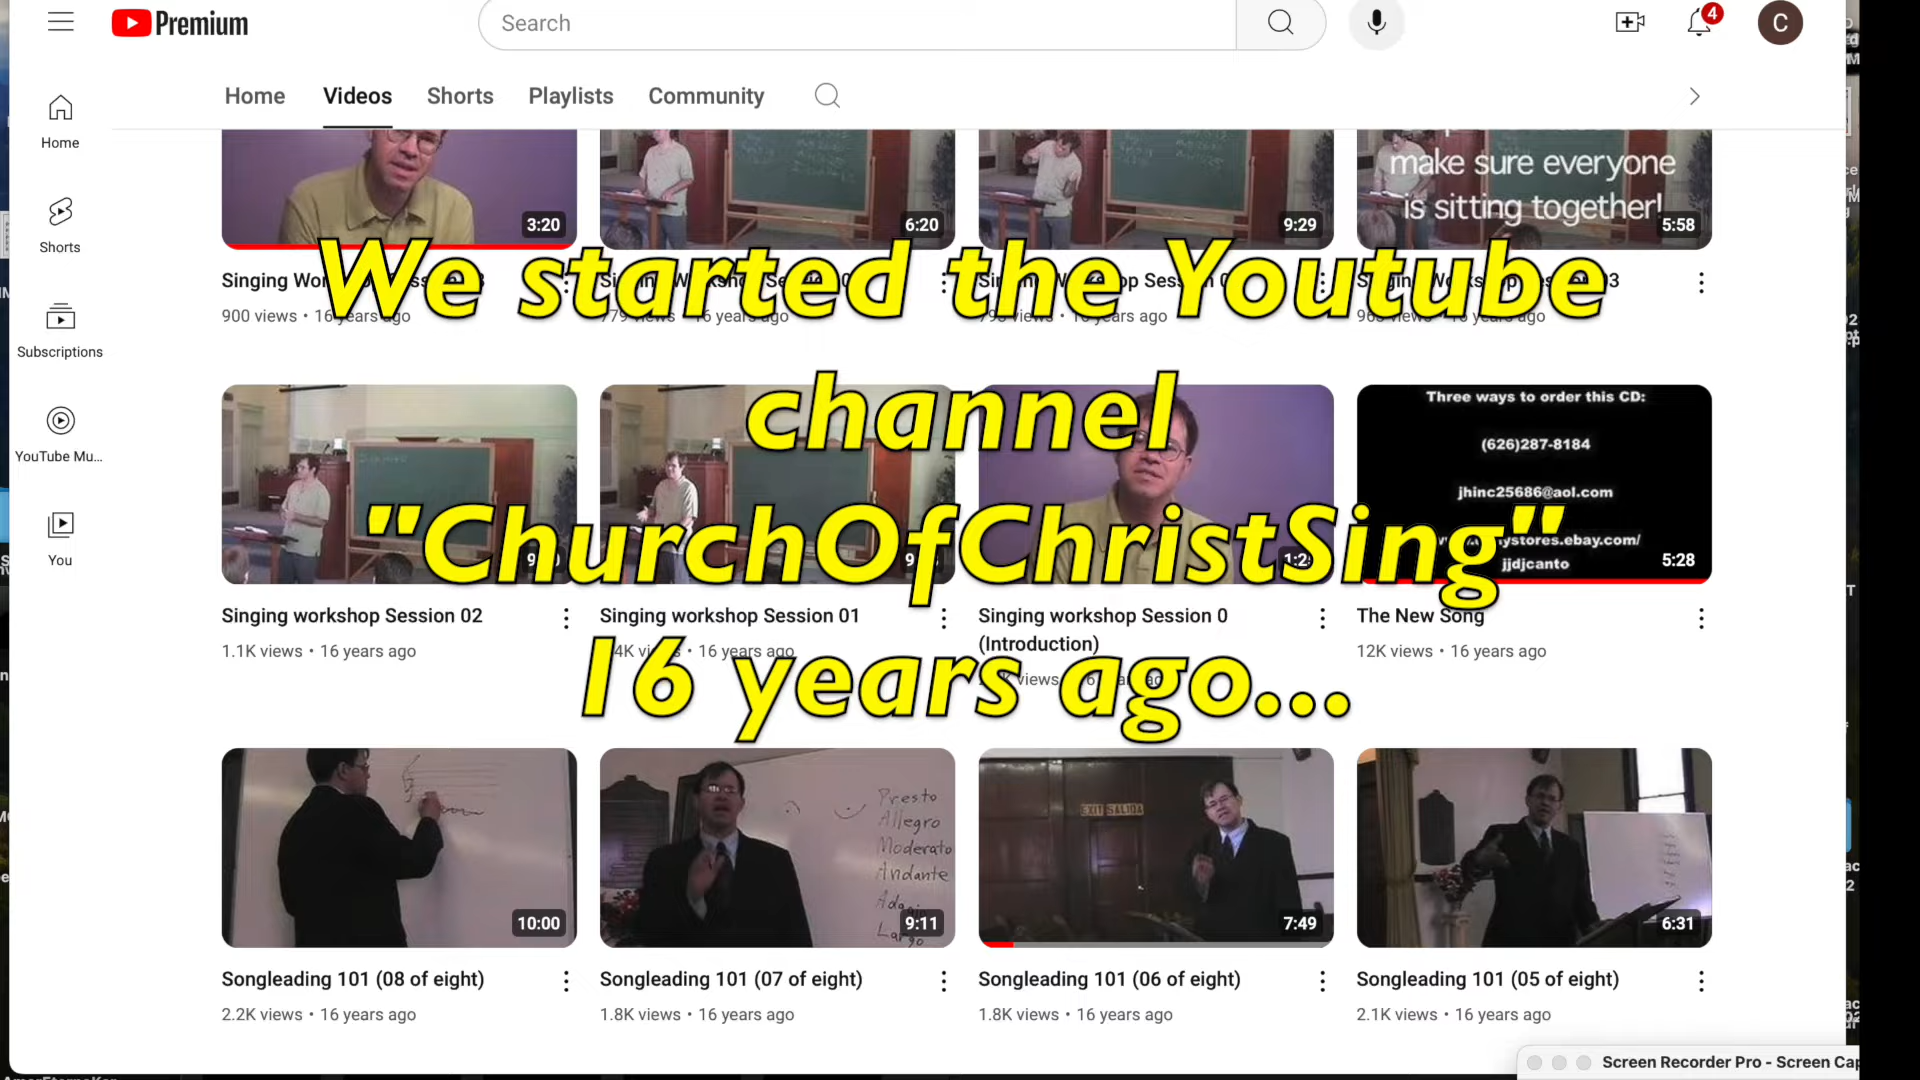 Premium
Search
4
C
Home
Videos
Shorts
Playlists
Community
Home
Shorts
Subscriptions
YouTube Mu...
You
make sure everyone
is sitting together!
3:20
6:20
9:29
5:58
We started the Youtube
channel
"ChurchOfChristSing"
16 years ago...
900 views • 16 years ago
Three ways to order this CD:
(626)287-8184
jhinc25686@aol.com
jjdjcanto
5:28
Singing workshop Session 02
1.1K views • 16 years ago
Singing workshop Session 01
16 years ago
Singing workshop Session 0
(Introduction)
The New Song
12K views • 16 years ago
Presto
Allegro
Moderato
Andante
Largo
EXIT SALIDA
10:00
9:11
7:49
6:31
Songleading 101 (08 of eight)
2.2K views • 16 years ago
Songleading 101 (07 of eight)
1.8K views • 16 years ago
Songleading 101 (06 of eight)
1.8K views • 16 years ago
Songleading 101 (05 of eight)
2.1K views • 16 years ago
Screen Recorder Pro - Screen Cap